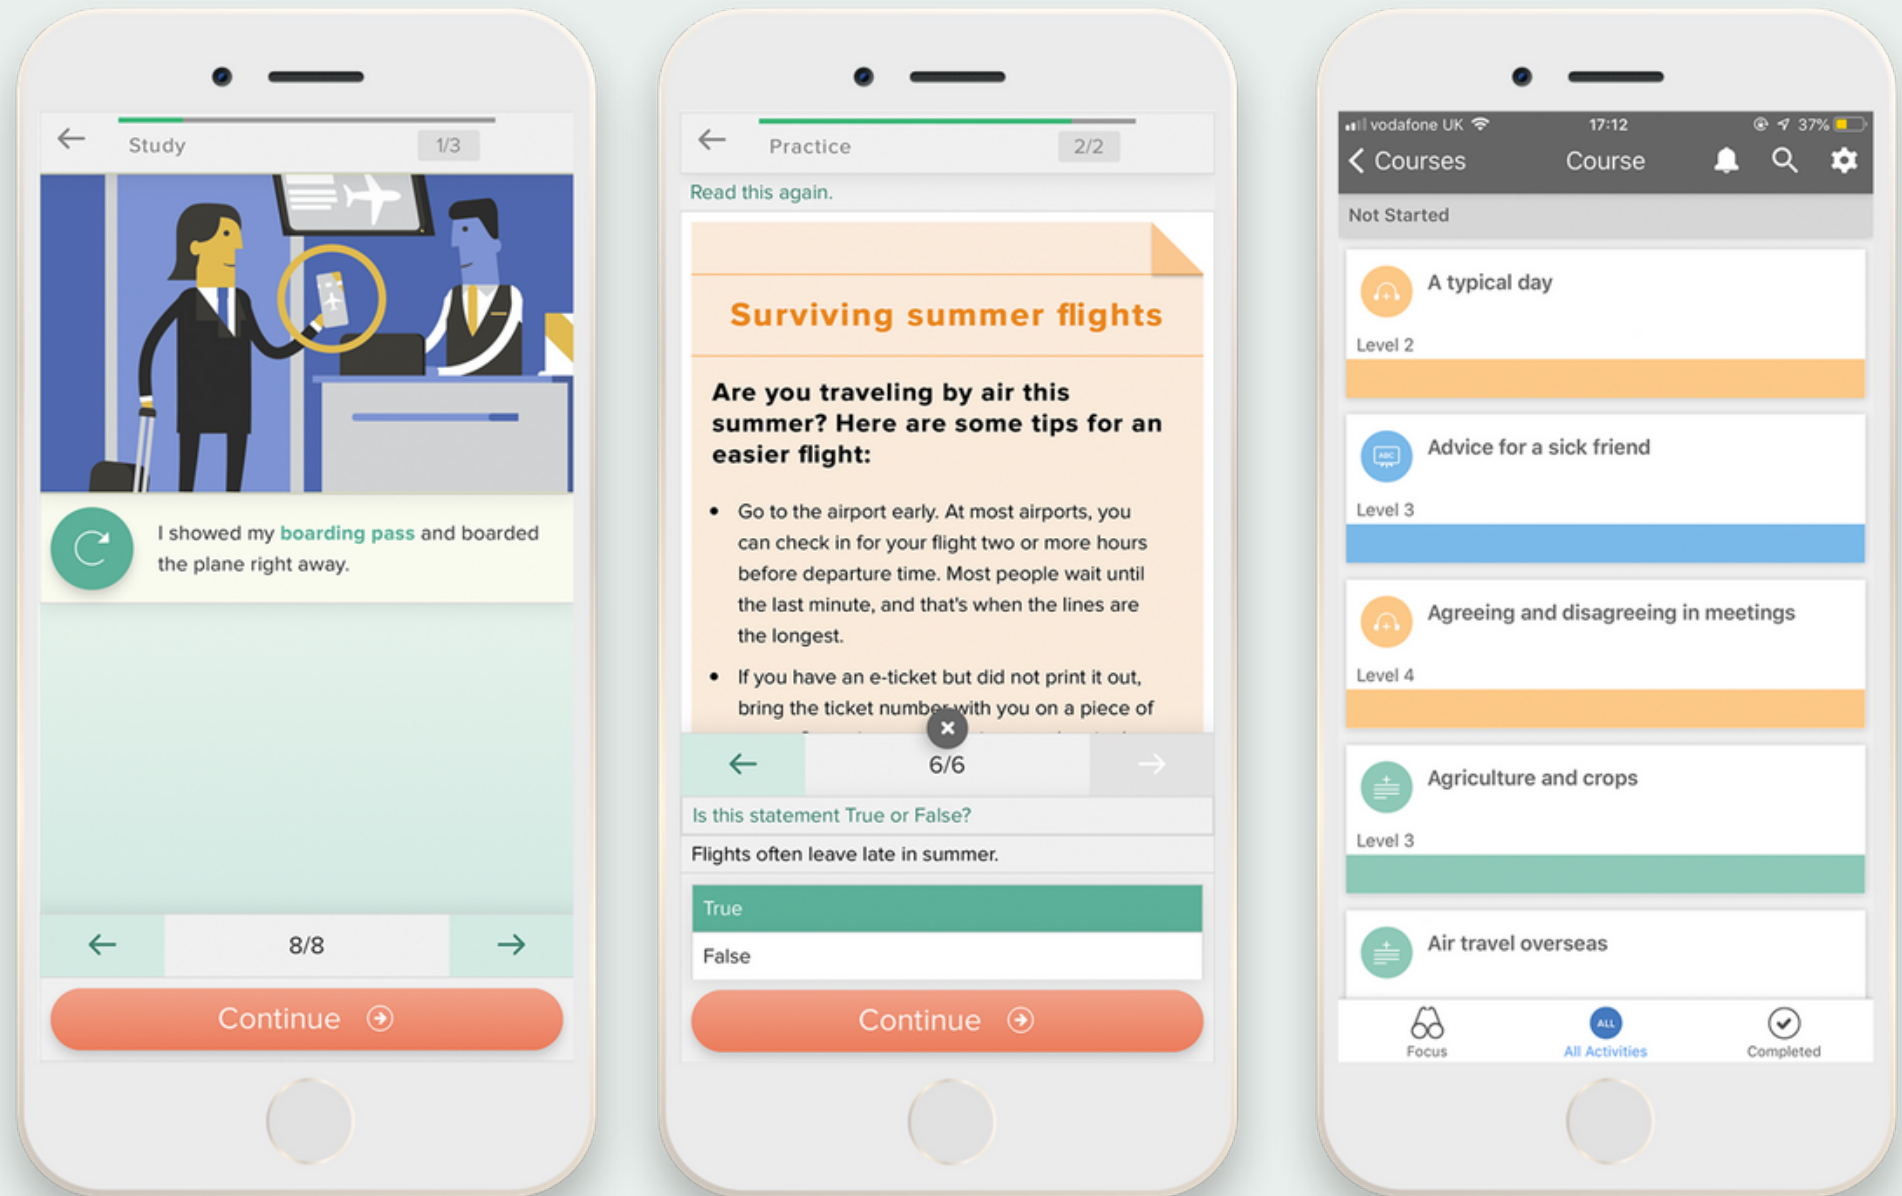 Study
1/3
I showed my boarding pass and boarded
the plane right away.
8/8
Continue
Practice
2/2
Read this again.
Surviving summer flights
Are you traveling by air this
summer? Here are some tips for an
easier flight:
Go to the airport early. At most airports, you
can check in for your flight two or more hours
before departure time. Most people wait until
the last minute, and that's when the lines are
the longest.
If you have an e-ticket but did not print it out,
bring the ticket number with you on a piece of
6/6
Is this statement True or False?
Flights often leave late in summer.
True
False
Continue
vodafone UK
17:12
37%
Courses
Course
Not Started
A typical day
Level 2
ABC
Advice for a sick friend
Level 3
Agreeing and disagreeing in meetings
Level 4
Agriculture and crops
Level 3
Air travel overseas
Focus
ALL
All Activities
Completed